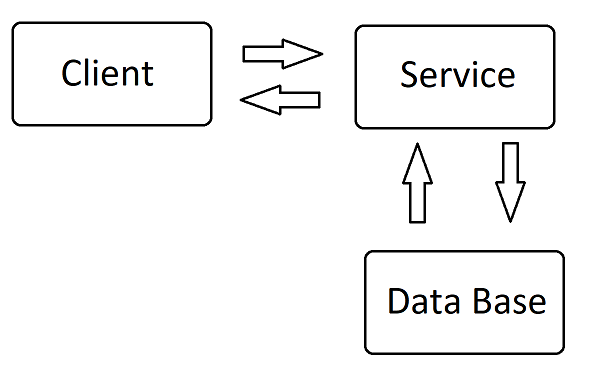 Client
Service
Data Base